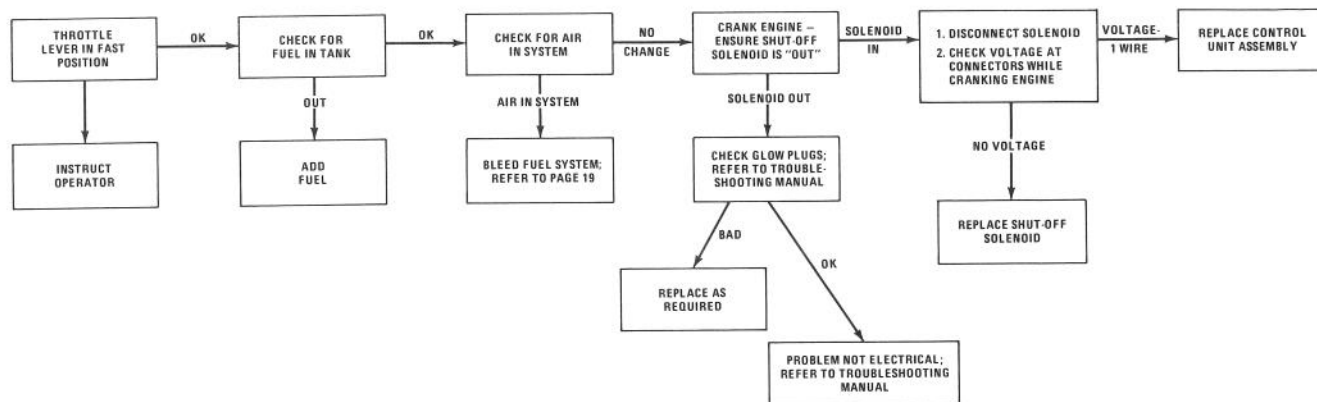 THROTTLE
LEVER IN FAST
POSITION
OK
CHECK FOR
FUEL IN TANK
OK
CHECK FOR AIR
IN SYSTEM
NO
CHANGE
CRANK ENGINE –
ENSURE SHUT-OFF
SOLENOID IS "OUT"
SOLENOID
IN
1. DISCONNECT SOLENOID
2. CHECK VOLTAGE AT
CONNECTORS WHILE
CRANKING ENGINE
VOLTAGE-
1 WIRE
REPLACE CONTROL
UNIT ASSEMBLY
OUT
AIR IN SYSTEM
SOLENOID OUT
NO VOLTAGE
INSTRUCT
OPERATOR
ADD
FUEL
BLEED FUEL SYSTEM;
REFER TO PAGE 19
CHECK GLOW PLUGS;
REFER TO TROUBLE-
SHOOTING MANUAL
REPLACE SHUT-OFF
SOLENOID
BAD
OK
REPLACE AS
REQUIRED
PROBLEM NOT ELECTRICAL;
REFER TO TROUBLESHOOTING
MANUAL